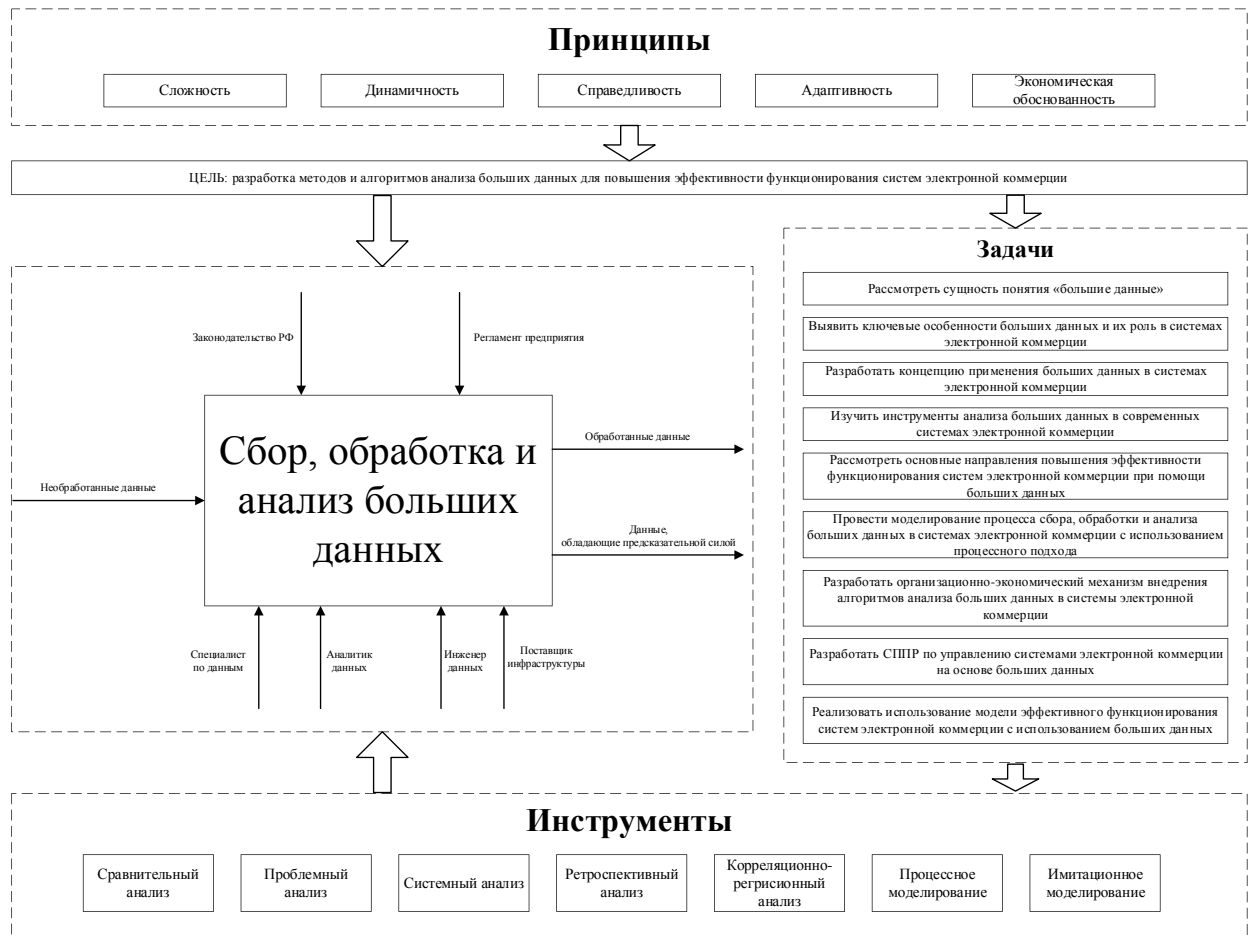 Принципы
Сложность
Динамичность
Справедливость
Адаптивность
Экономическая
обоснованность
ЦЕЛЬ: разработка методов и алгоритмов анализа больших данных для повышения эффективности функционирования систем электронной коммерции
Законодательство РФ
Регламент предприятия
Необработанные данные
Сбор, обработка и
анализ больших
данных
Обработанные данные
Данные,
обладающие предсказательной силой
Специалист
по данным
Аналитик
данных
Инженер
данных
Поставщик
инфраструктуры
Задачи
Рассмотреть сущность понятия «большие данные»
Выявить ключевые особенности больших данных и их роль в системах
электронной коммерции
Разработать концепцию применения больших данных в системах
электронной коммерции
Изучить инструменты анализа больших данных в современных
системах электронной коммерции
Рассмотреть основные направления повышения эффективности
функционирования систем электронной коммерции при помощи
больших данных
Провести моделирование процесса сбора, обработки и анализа
больших данных в системах электронной коммерции с использованием
процессного подхода
Разработать организационно-экономический механизм внедрения
алгоритмов анализа больших данных в системы электронной
коммерции
Разработать СППР по управлению системами электронной коммерции
на основе больших данных
Реализовать использование модели эффективного функционирования
систем электронной коммерции с использованием больших данных
Инструменты
Сравнительный
анализ
Проблемный
анализ
Системный анализ
Ретроспективный
анализ
Корреляционно-
регрисионный
анализ
Процессное
моделирование
Имитационное
моделирование